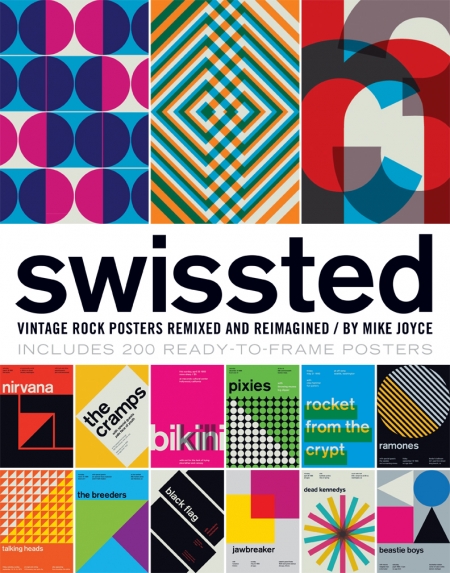 swissted
VINTAGE ROCK POSTERS REMIXED AND REIMAGINED / BY MIKE JOYCE
INCLUDES 200 READY-TO-FRAME POSTERS
nirvana
the
cramps
bikini
pixies
rocket
from the
crypt
ramones
talking heads
the breeders
black flag
jawbreaker
dead kennedys
beastie boys